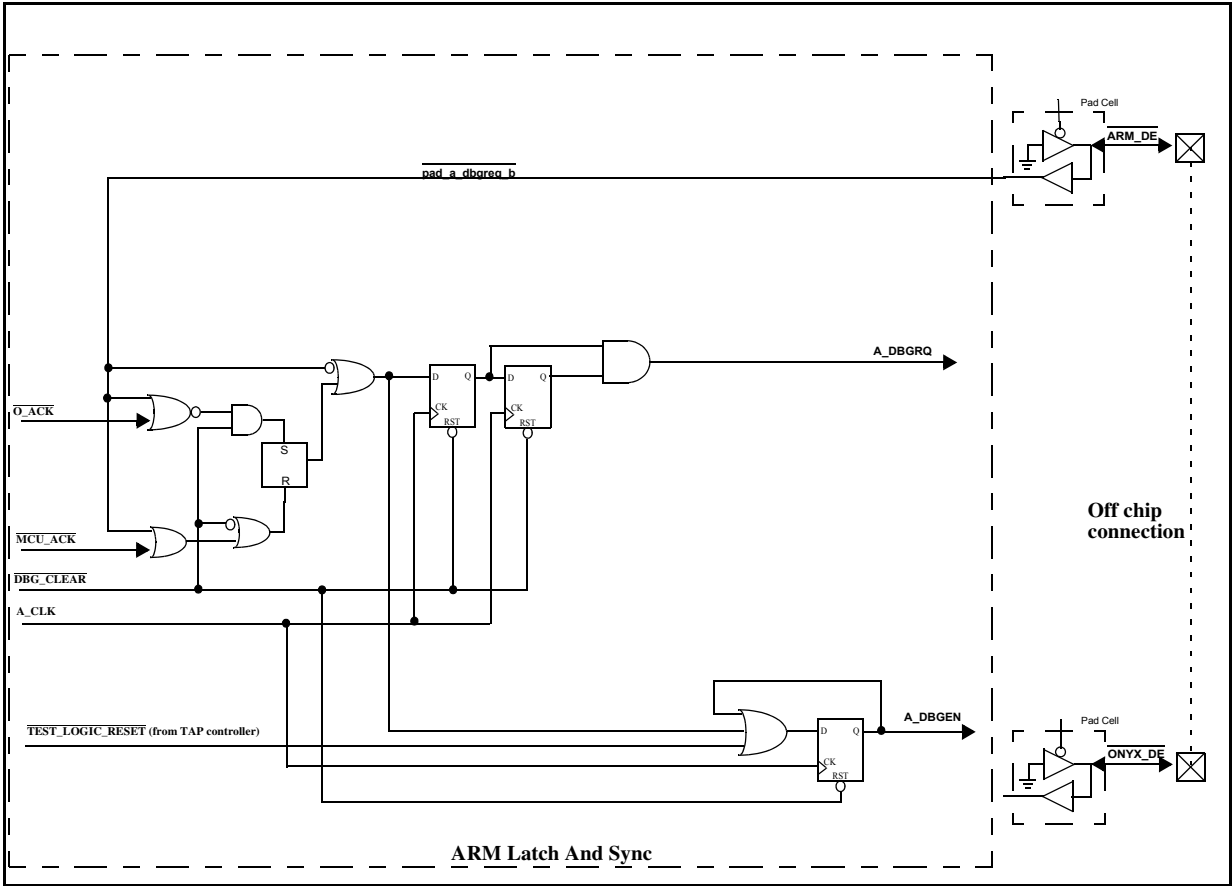 Pad Cell
ARM_DE
pad_a_dbgreq_b
A_DBGRQ
D Q
CK
RST
D Q
CK
RST
O_ACK
S
R
Off chip
connection
MCU_ACK
DBG_CLEAR
A_CLK
TEST_LOGIC_RESET (from TAP controller)
A_DBGEN
D Q
CK
RST
Pad Cell
ONYX_DE
ARM Latch And Sync